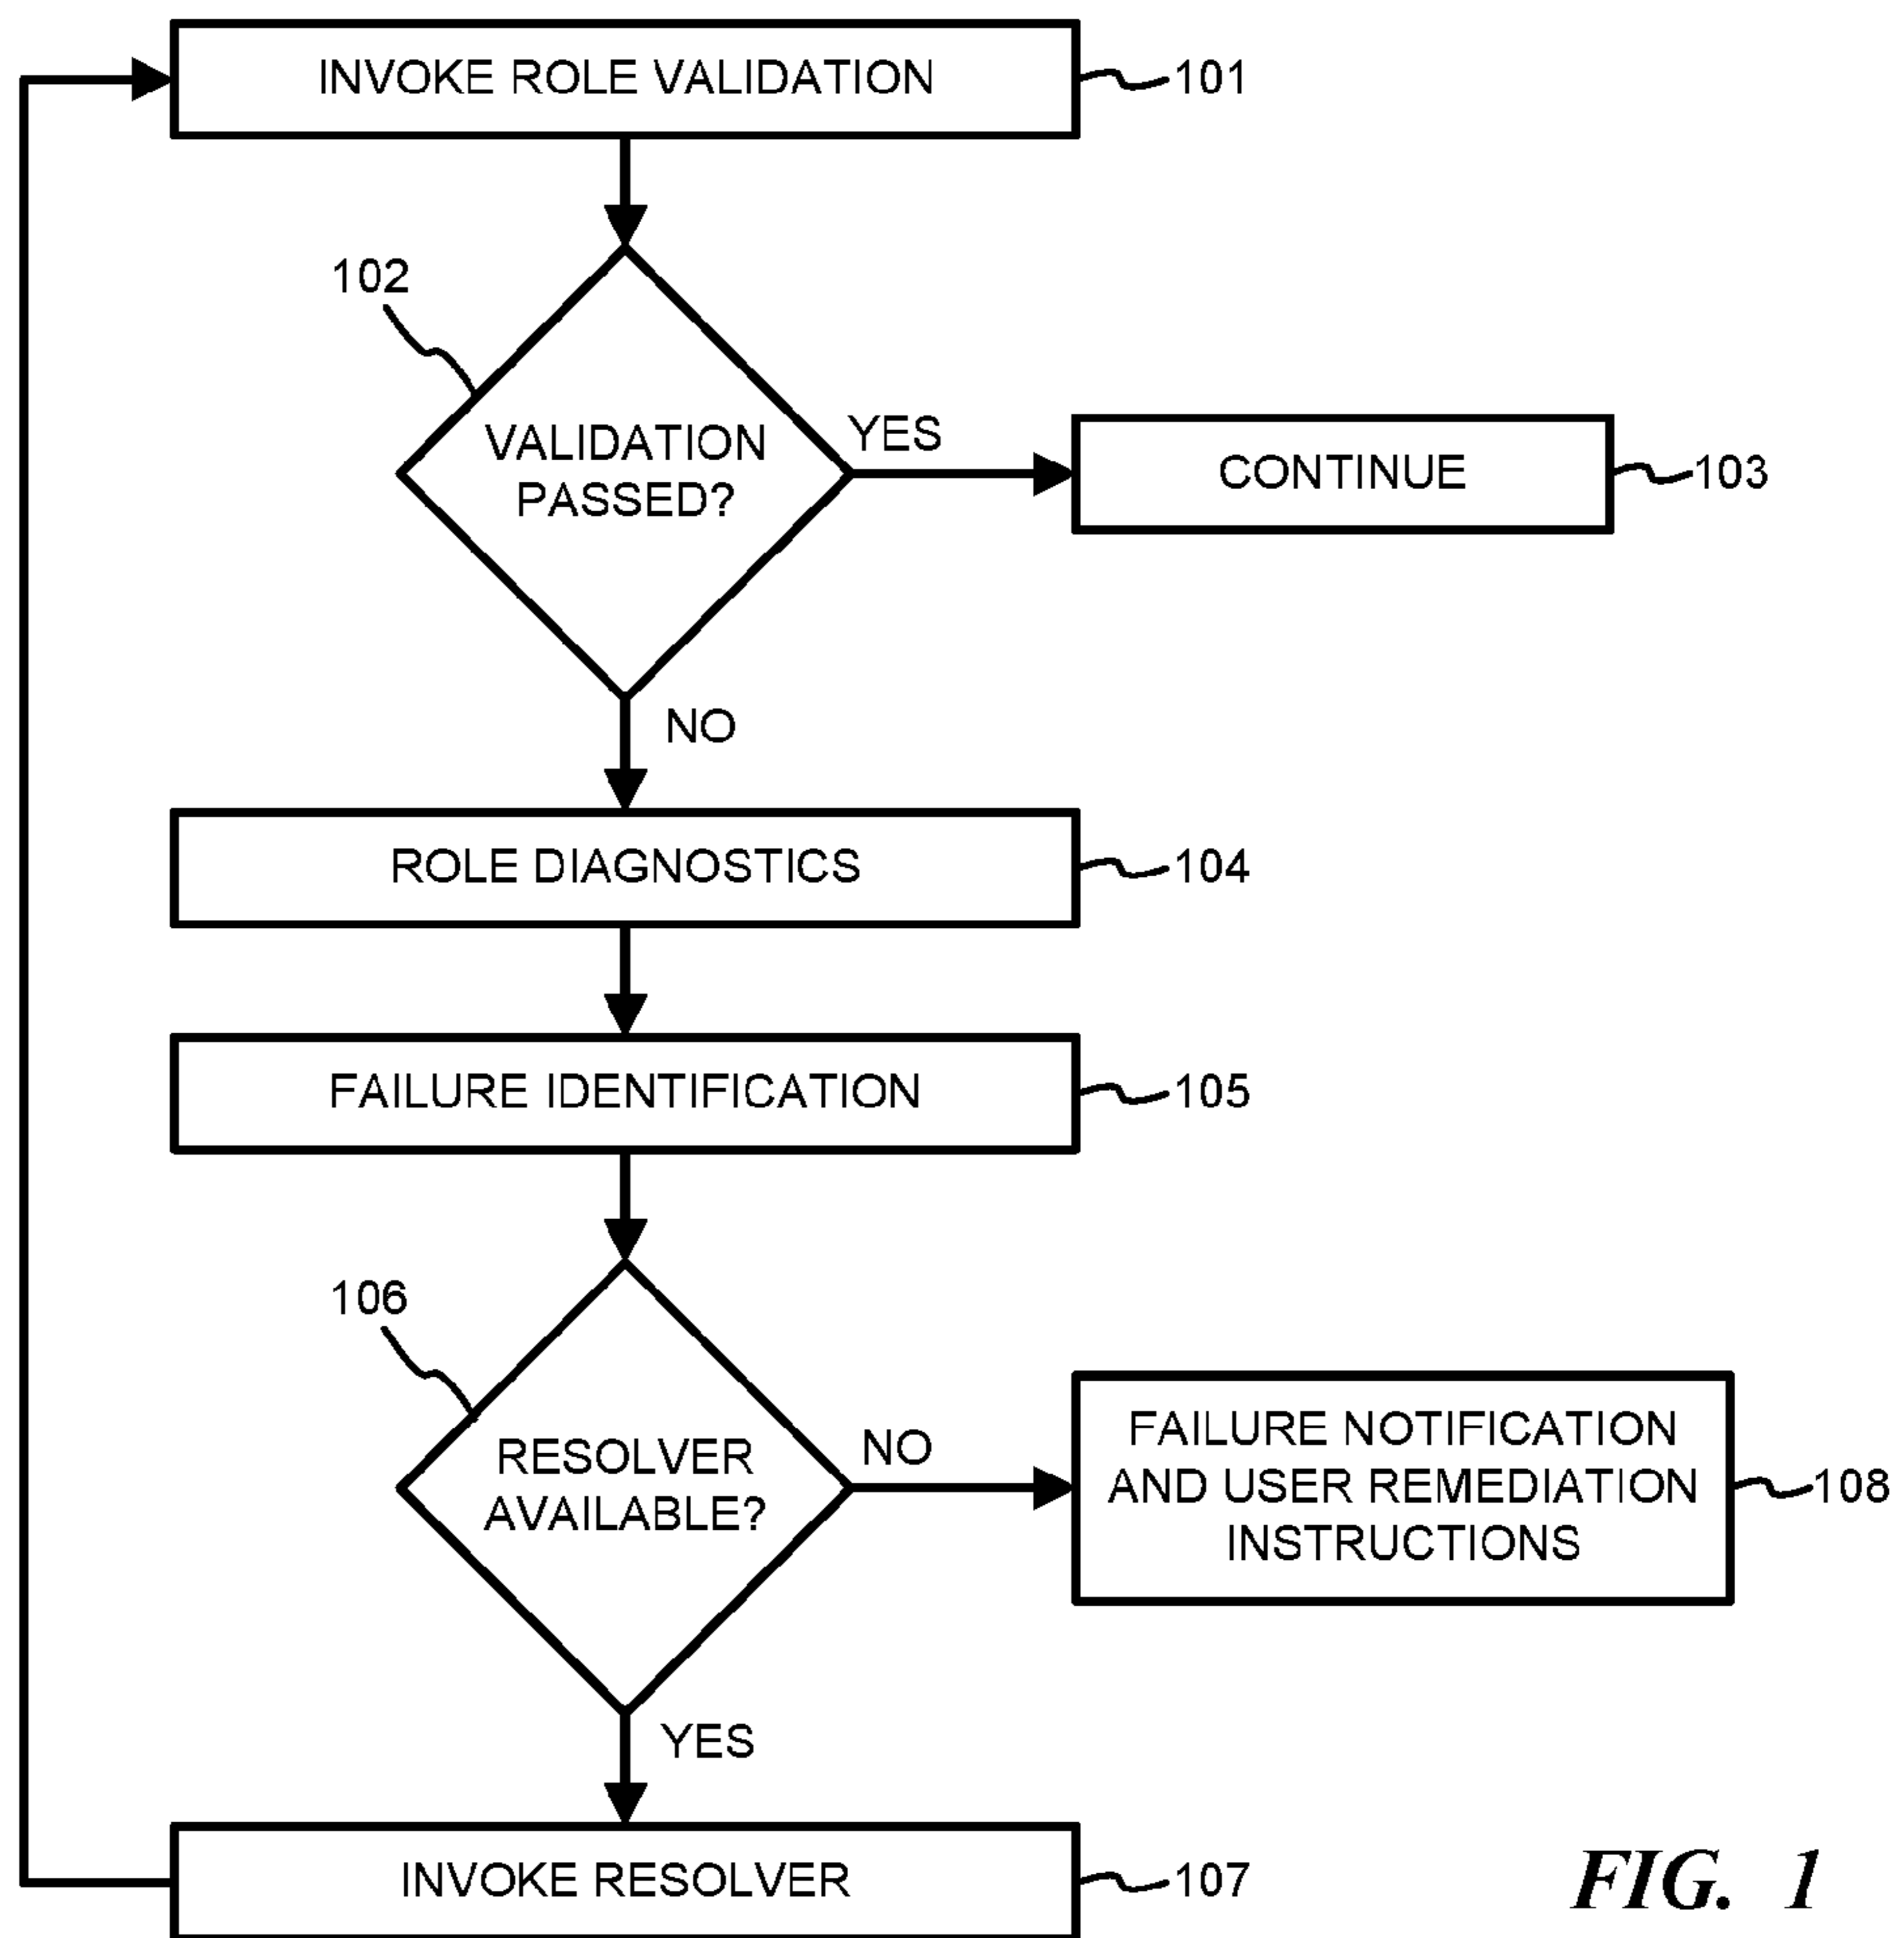 INVOKE ROLE VALIDATION
101
102
VALIDATION
PASSED?
YES
CONTINUE
103
NO
ROLE DIAGNOSTICS
104
FAILURE IDENTIFICATION
105
106
RESOLVER
AVAILABLE?
NO
FAILURE NOTIFICATION
AND USER REMEDIATION
INSTRUCTIONS
108
YES
INVOKE RESOLVER
107
FIG. 1